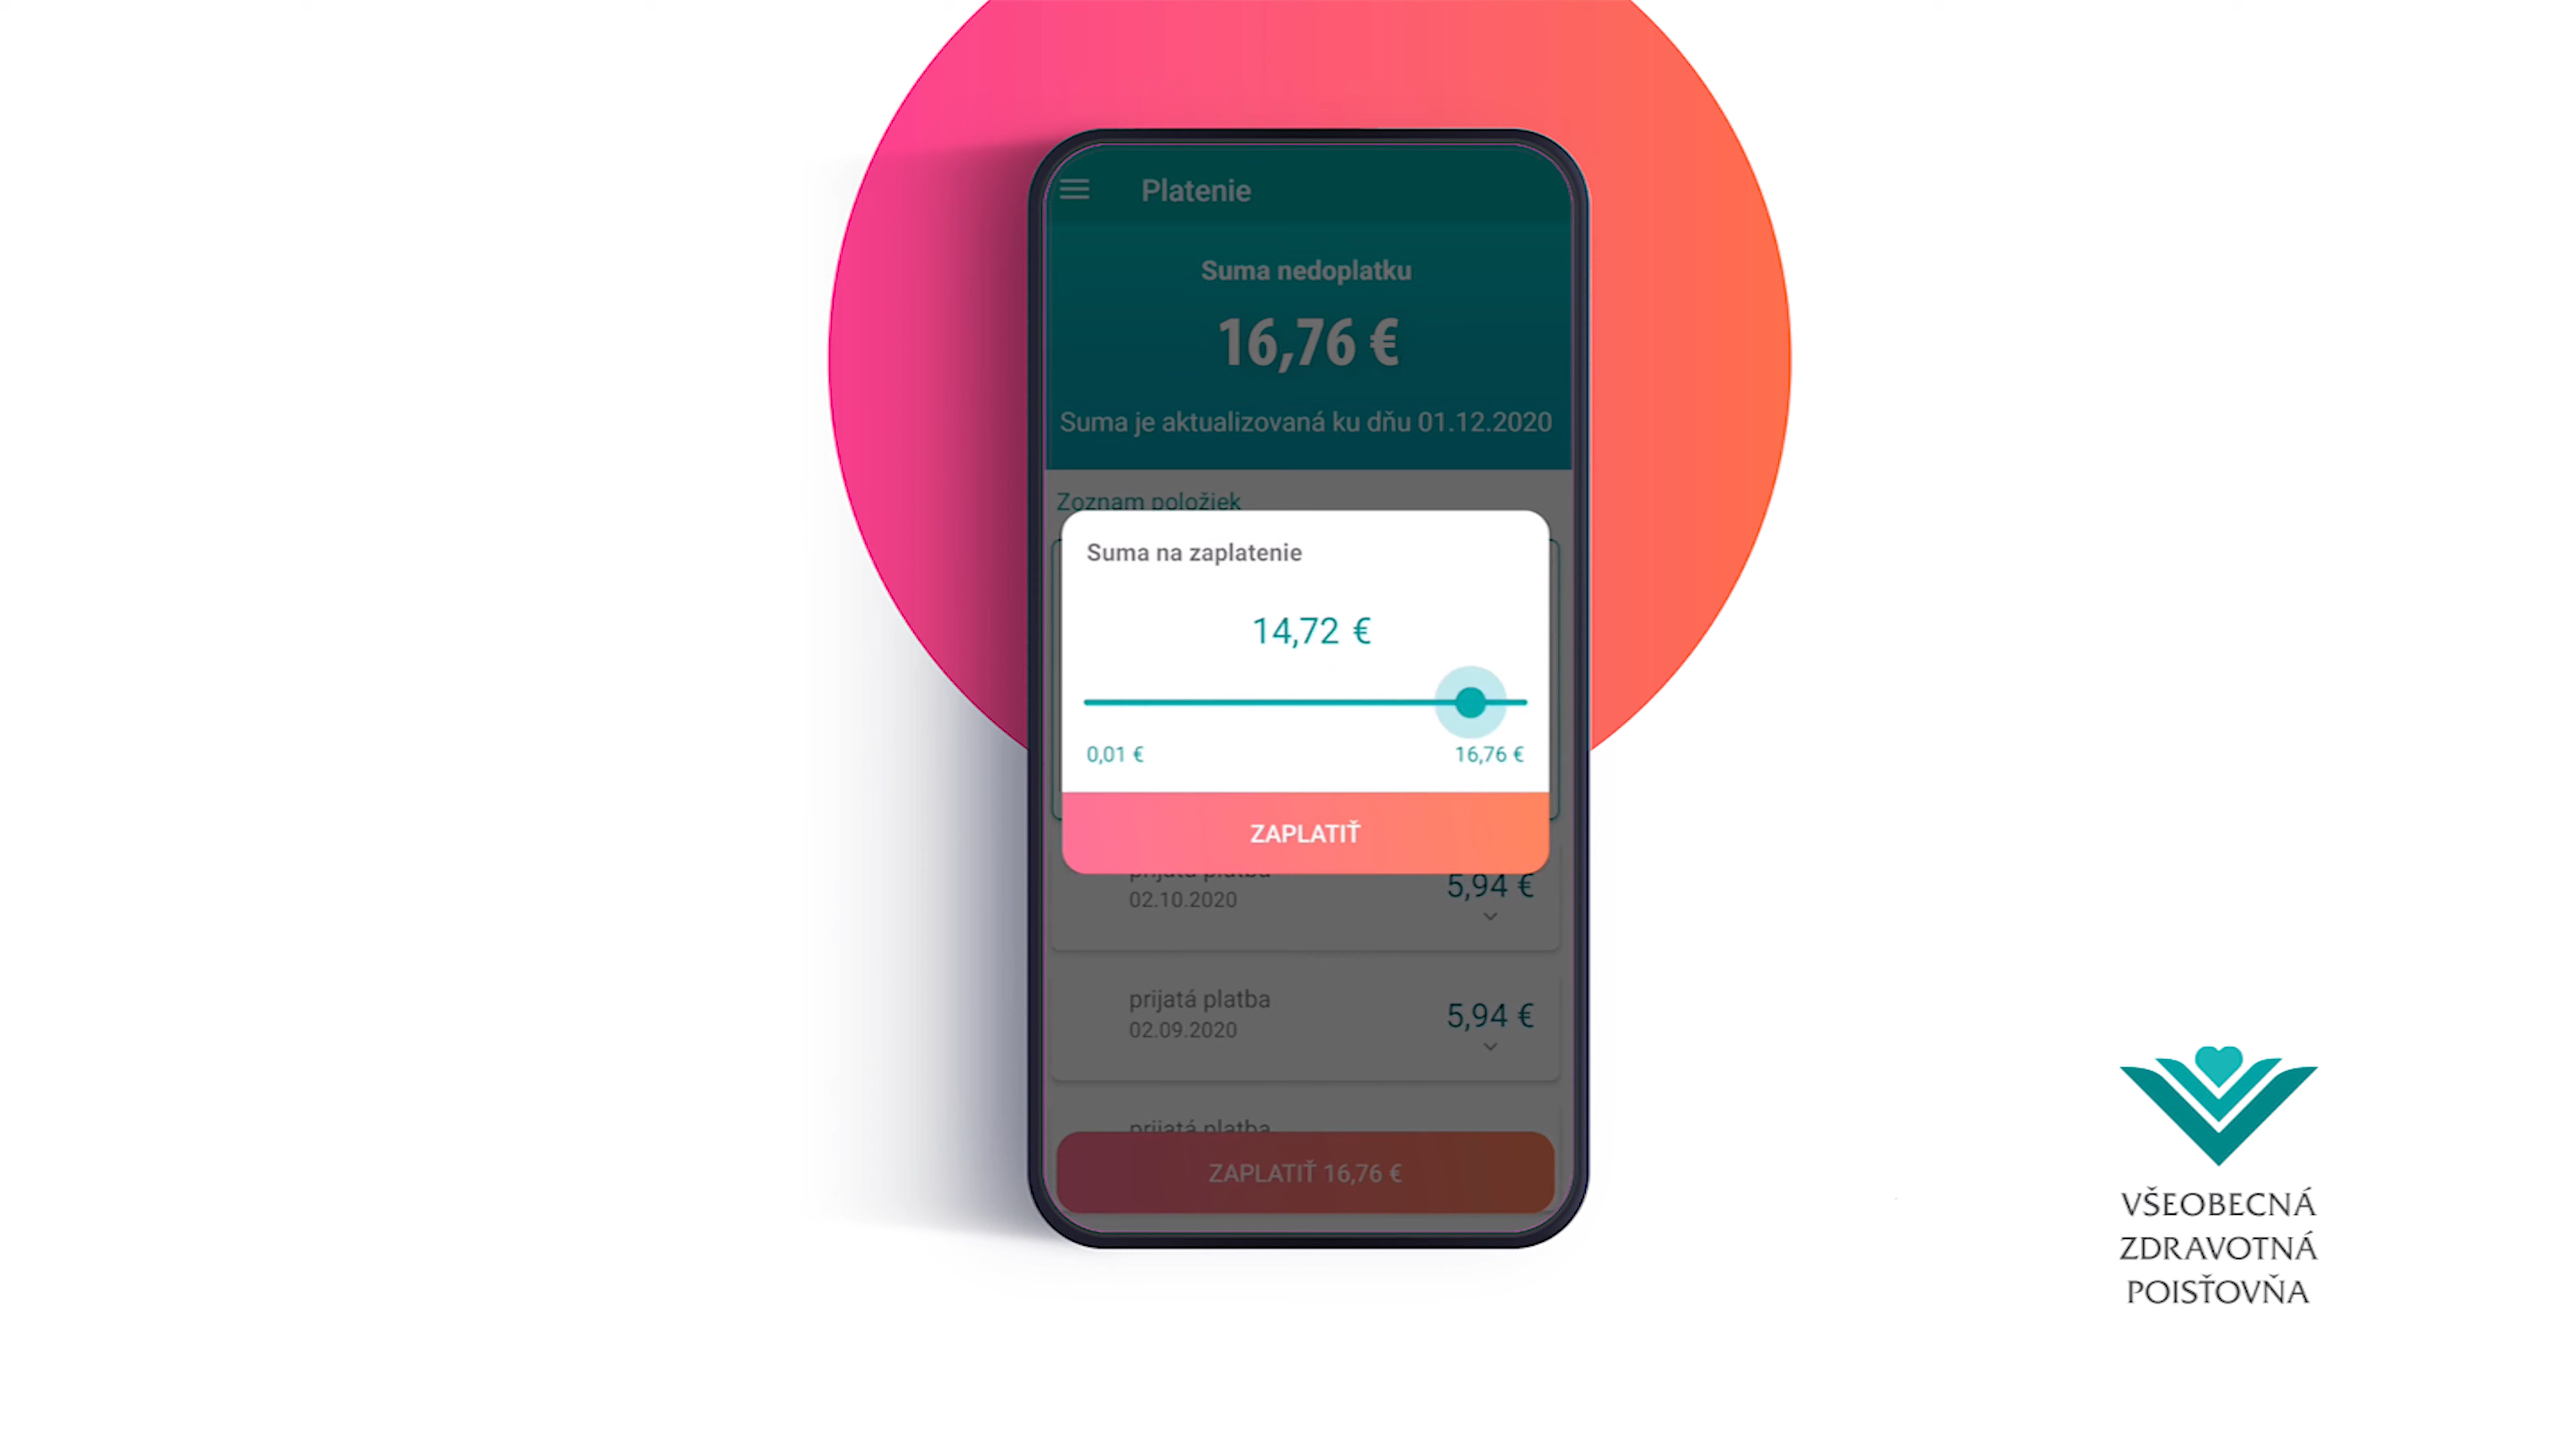 Platenie
Suma nedoplatku
16,76 €
Suma je aktualizovaná ku dňu 01.12.2020
Zoznam položiek
Suma na zaplatenie
14,72 €
0,01 €
16,76 €
ZAPLATIŤ
prijatá platba
5,94 €
02.10.2020
prijatá platba
5,94 €
02.09.2020
prijatá platba
ZAPLATIŤ 16,76 €
VŠEOBECNÁ
ZDRAVOTNÁ
POISŤOVŇA